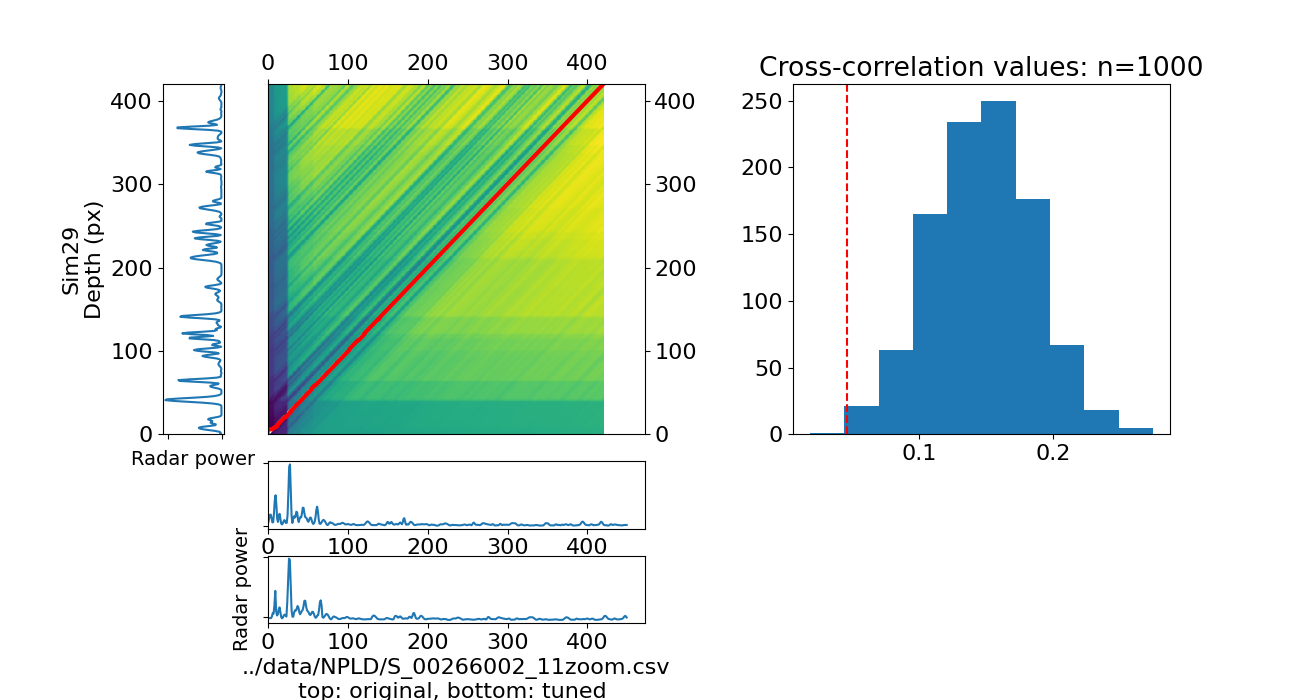 0 100 200 300 400
Cross-correlation values: n=1000
400
300
200
100
0
Sim29
Depth (px)
400
300
200
100
0
250
200
150
100
50
0
0.1 0.2
Radar power
0 100 200 300 400
Radar power
0 100 200 300 400
../data/NPLD/S_00266002_11zoom.csv
top: original, bottom: tuned